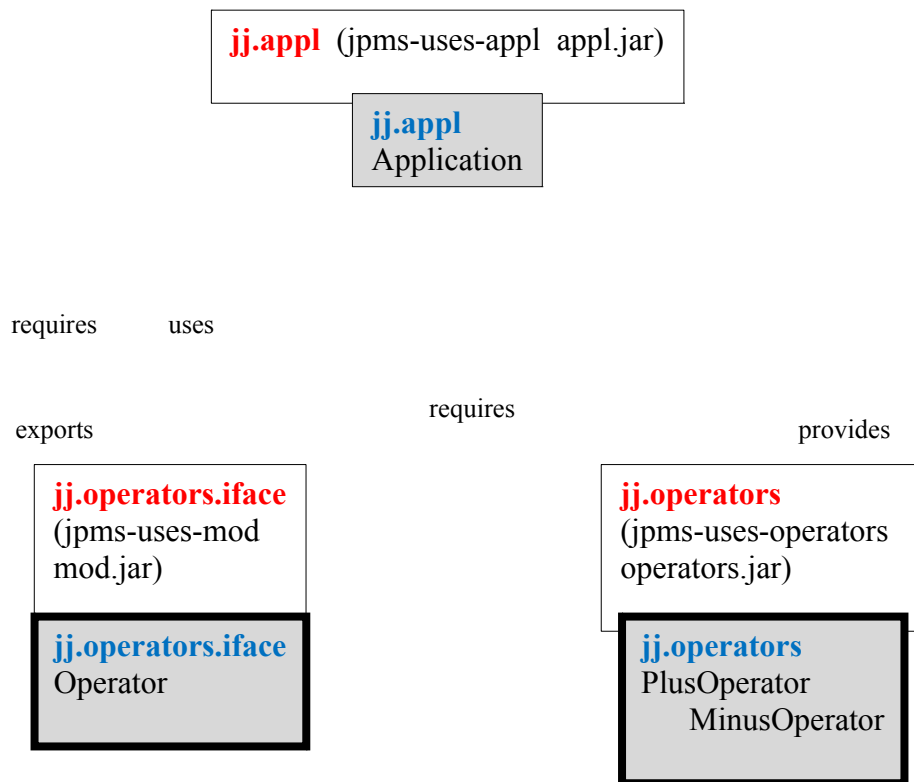 jj.appl (jpms-uses-appl appl.jar)
jj.appl
Application
requires
uses
requires
exports
provides
jj.operators.iface
(jpms-uses-mod
mod.jar)
jj.operators.iface
Operator
jj.operators
(jpms-uses-operators
operators.jar)
jj.operators
PlusOperator
MinusOperator